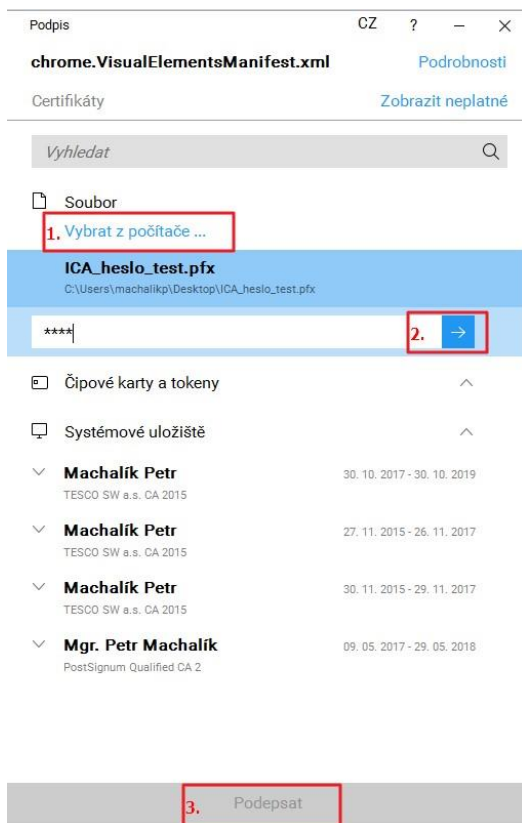 Podpis CZ ?
chrome.VisualElementsManifest.xml Podrobnosti
Certifikáty Zobrazit neplatné
Vyhledat
Soubor
1. Vybrat z počítače ...
ICA_heslo_test.pfx
C:\Users\machalikp\Desktop\ICA_heslo_test.pfx
**** 2.
Čipové karty a tokeny
Systémové uložiště
Machalík Petr 30. 10. 2017 - 30. 10. 2019
TESCO SW a.s. CA 2015
Machalík Petr 27. 11. 2015 - 26. 11. 2017
TESCO SW a.s. CA 2015
Machalík Petr 30. 11. 2015 - 29. 11. 2017
TESCO SW a.s. CA 2015
Mgr. Petr Machalík 09. 05. 2017 - 29. 05. 2018
PostSignum Qualified CA 2
3. Podepsat